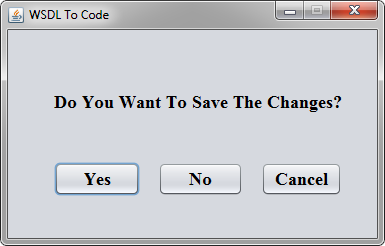 WSDL To Code
Do You Want To Save The Changes?
Yes No Cancel